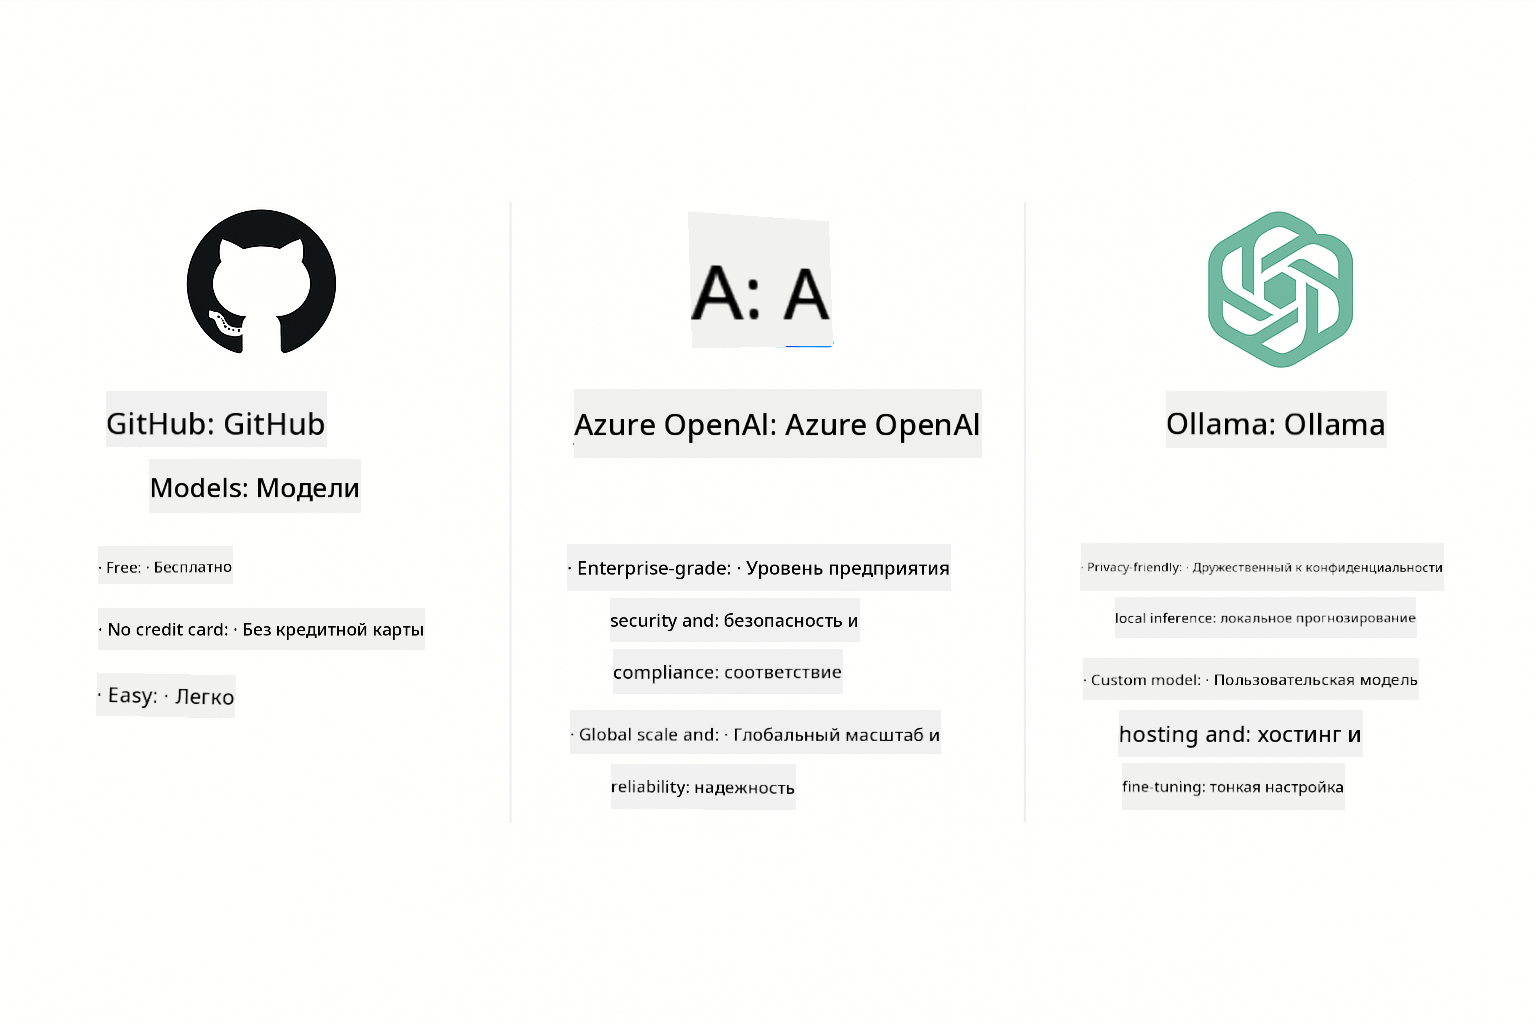 GitHub: GitHub
Models: Модели
· Free: · Бесплатно
· No credit card: · Без кредитной карты
· Easy: · Легко
A: A
Azure OpenAl: Azure OpenAl
· Enterprise-grade: · Уровень предприятия
security and: безопасность и
compliance: соответствие
· Global scale and: · Глобальный масштаб и
reliability: надежность
Ollama: Ollama
· Privacy-friendly: · Дружественный к конфиденциальности
local inference: локальное прогнозирование
· Custom model: · Пользовательская модель
hosting and: хостинг и
fine-tuning: тонкая настройка